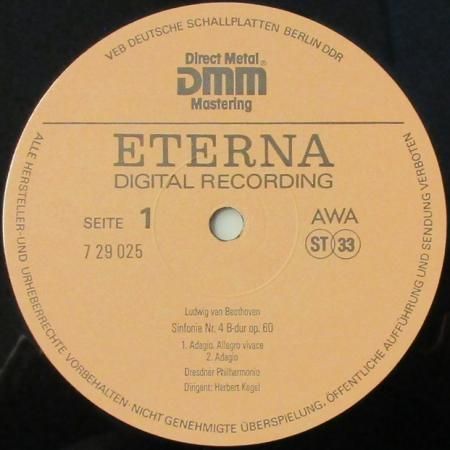 VEB DEUTSCHE SCHALLPLATTEN BERLIN DDR
Direct Metal®
DMM
Mastering
ETERNA
DIGITAL RECORDING
SEITE 1
AWA
7 29 025
ST 33
Ludwig van Beethoven
Sinfonie Nr. 4 B-dur op. 60
1. Adagio. Allegro vivace
2. Adagio
Dresdner Philharmonie
Dirigent: Herbert Kegel
ALLE HERSTELLER- UND URHEBERRECHTE VORBEHALTEN · NICHT GENEHMIGTE ÜBERSPIELUNG, ÖFFENTLICHE AUFFÜHRUNG UND SENDUNG VERBOTEN